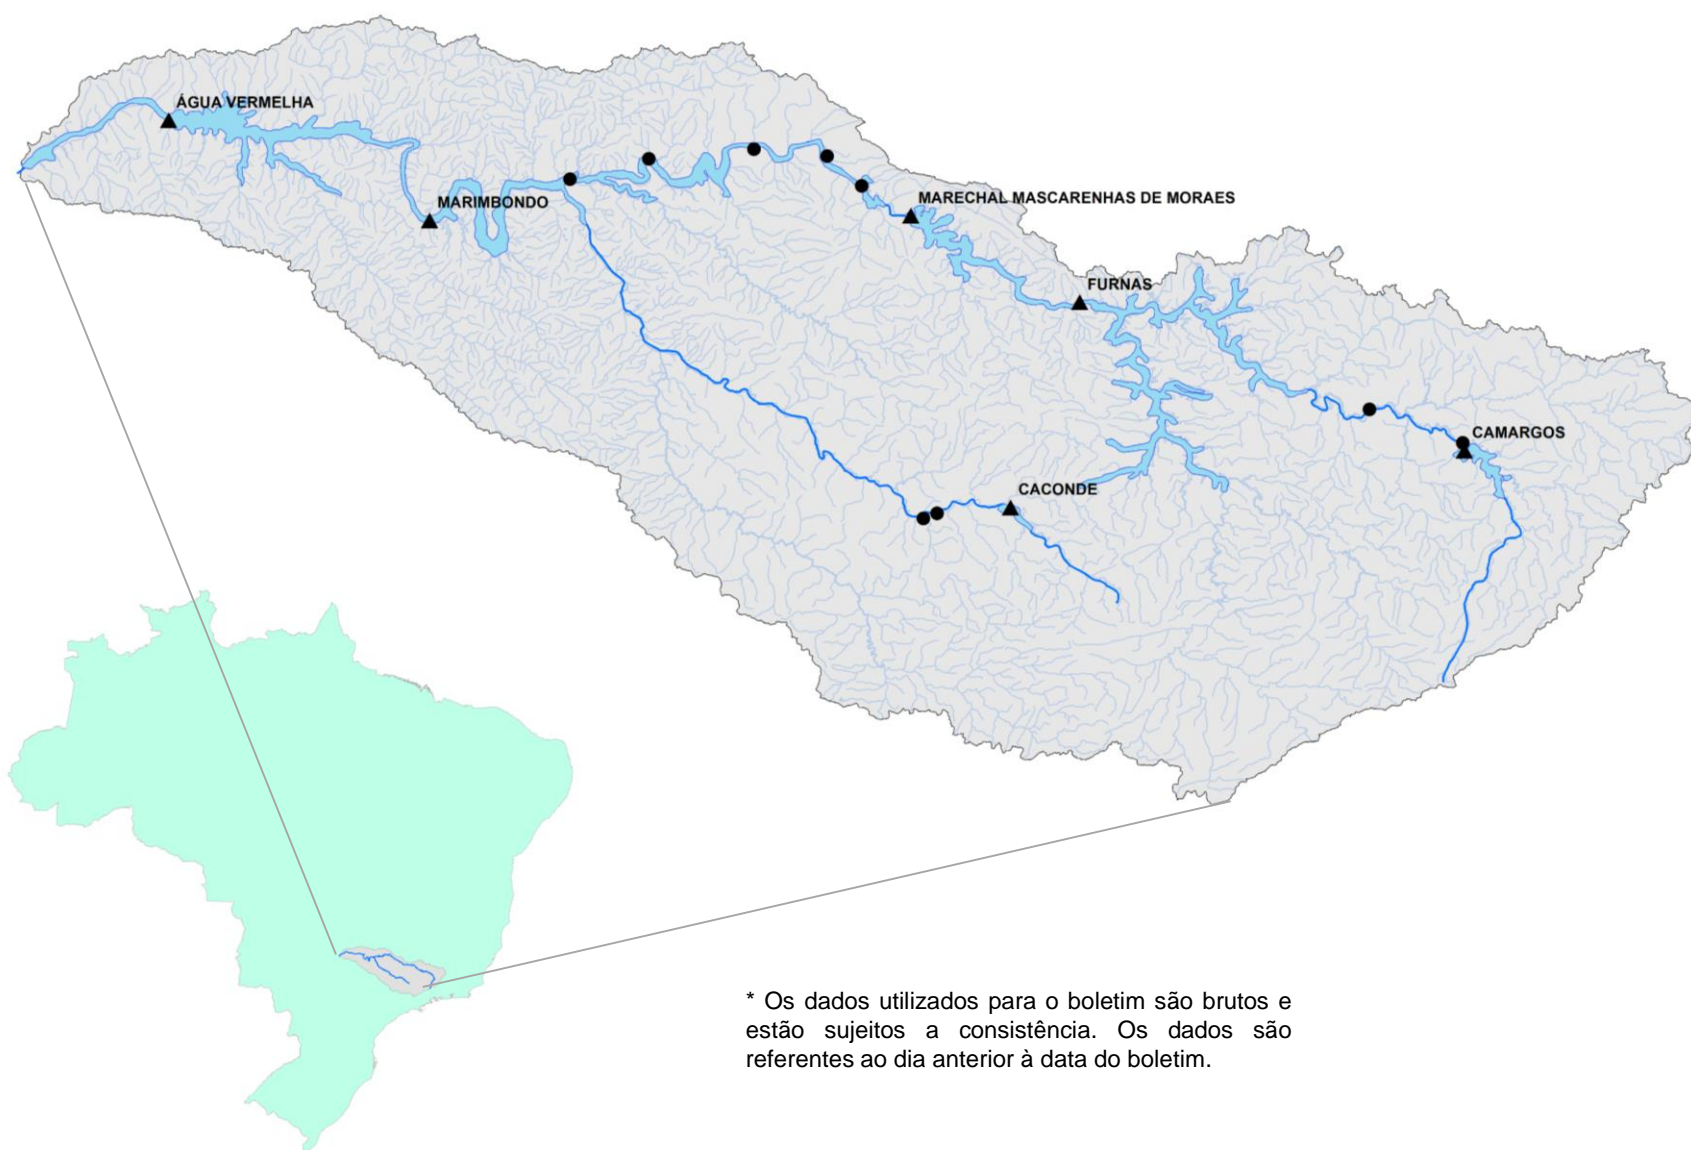 ÁGUA VERMELHA
MARIMBONDO
MARECHAL MASCARENHAS DE MORAES
FURNAS
CAMARGOS
CACONDE
* Os dados utilizados para o boletim são brutos e
estão sujeitos a consistência. Os dados são
referentes ao dia anterior à data do boletim.